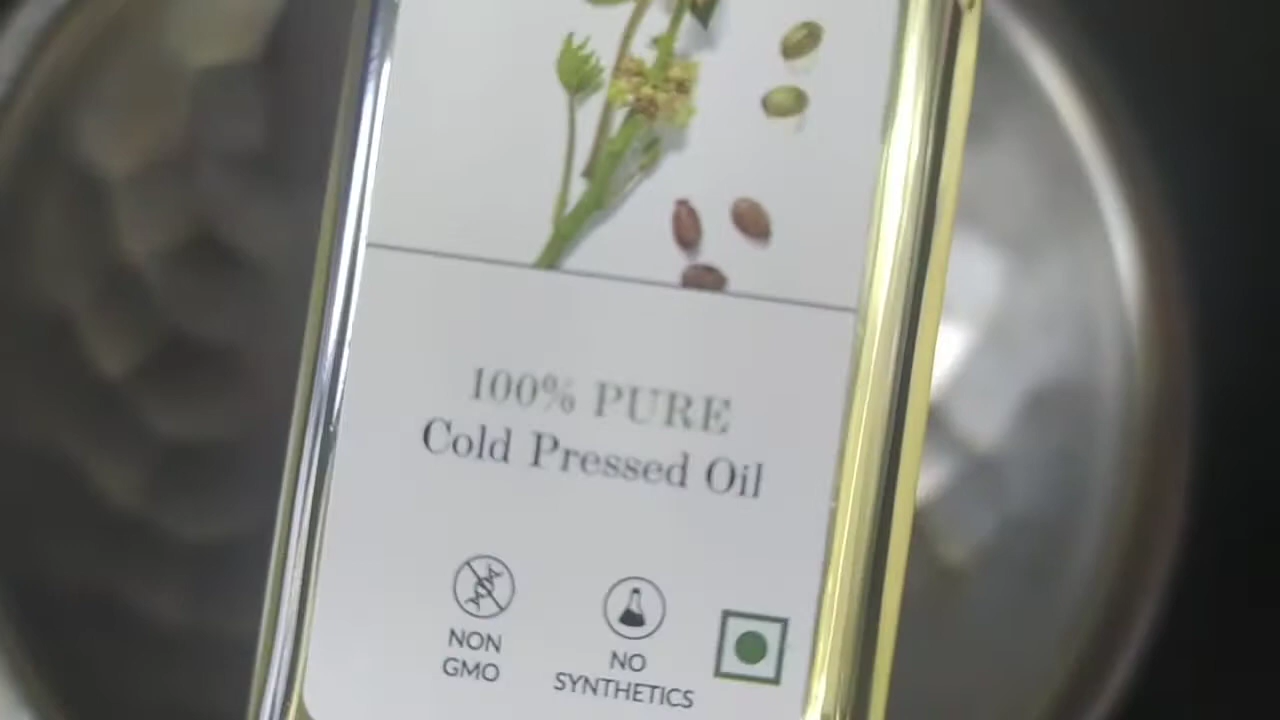 100% PURE
Cold Pressed Oil
NON
GMO
NO
SYNTHETICS